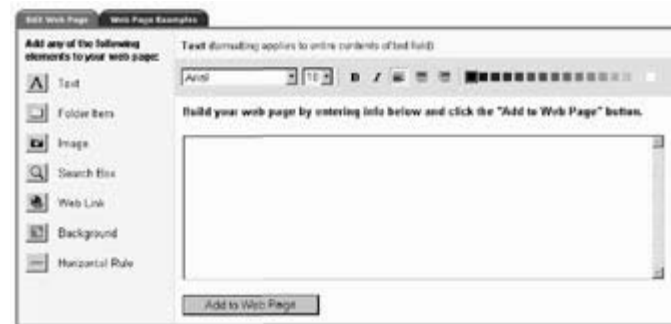 Edit Web Page
Web Page Examples
Add any of the following
elements to your web page:
Text
Folder Item
Image
Search Box
Web Link
Background
Horizontal Rule
Text (formatting applies to entire contents of text field)
Arial
10
B
I
Build your web page by entering info below and click the "Add to Web Page" button.
Add to Web Page